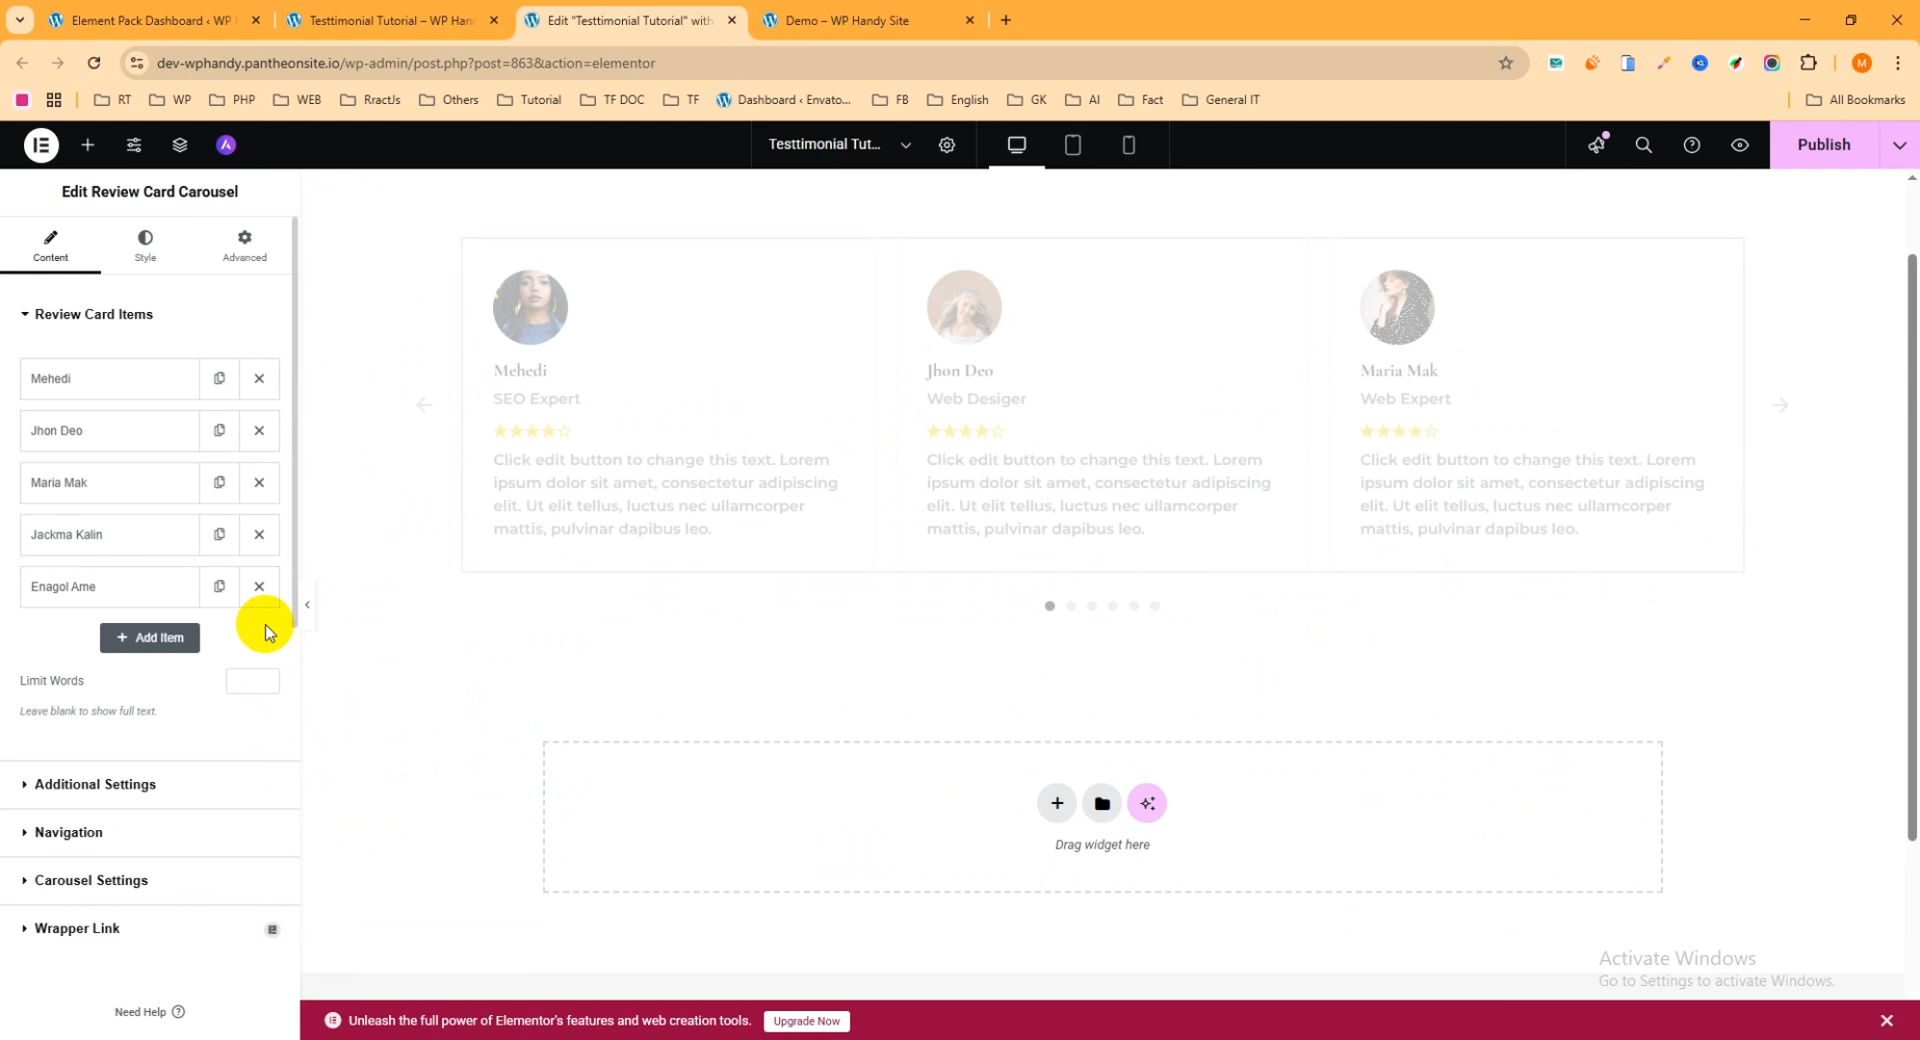 Element Pack Dashboard ‹ WP
Testtimonial Tutorial – WP Hanc
Edit "Testtimonial Tutorial" with
Demo – WP Handy Site
dev-wphandy.pantheonsite.io/wp-admin/post.php?post=863&action=elementor
M
RT
WP
PHP
WEB
RractJs
Others
Tutorial
TF DOC
TF
Dashboard ‹ Envato...
FB
English
GK
AI
Fact
General IT
All Bookmarks
Testtimonial Tut...
Publish
Edit Review Card Carousel
Content
Style
Advanced
Review Card Items
Mehedi
Jhon Deo
Maria Mak
Jackma Kalin
Enagol Ame
+ Add Item
Limit Words
Leave blank to show full text.
Additional Settings
Navigation
Carousel Settings
Wrapper Link
Need Help
Mehedi
SEO Expert
Click edit button to change this text. Lorem
ipsum dolor sit amet, consectetur adipiscing
elit. Ut elit tellus, luctus nec ullamcorper
mattis, pulvinar dapibus leo.
Jhon Deo
Web Desiger
Click edit button to change this text. Lorem
ipsum dolor sit amet, consectetur adipiscing
elit. Ut elit tellus, luctus nec ullamcorper
mattis, pulvinar dapibus leo.
Maria Mak
Web Expert
Click edit button to change this text. Lorem
ipsum dolor sit amet, consectetur adipiscing
elit. Ut elit tellus, luctus nec ullamcorper
mattis, pulvinar dapibus leo.
Drag widget here
Activate Windows
Go to Settings to activate Windows.
Unleash the full power of Elementor's features and web creation tools.
Upgrade Now